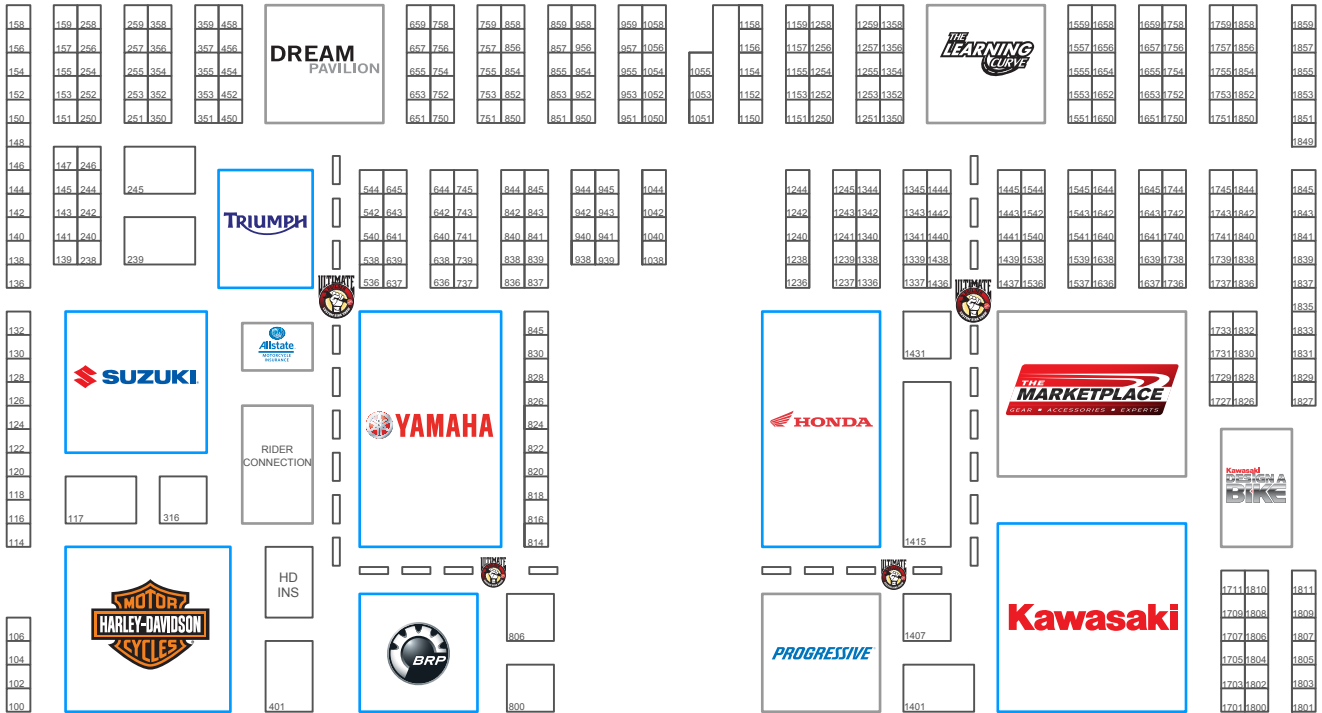 158 259 258 359 358 459 458 659 758 759 858 859 958 959 1058 1158 1159 1258 1259 1358 1559 1658 1659 1758 1759 1858 1859
156 157 256 257 356 357 456 657 756 757 856 857 956 957 1056 1156 1157 1256 1257 1356 1557 1656 1657 1756 1757 1856 1857
DREAM
PAVILION
THE
LEARNING
CURVE
154 155 254 255 354 355 454 655 754 755 854 855 954 955 1054 1055 1154 1155 1254 1255 1354 1555 1654 1655 1754 1755 1854 1855
152 153 252 253 352 353 452 653 752 753 852 853 952 953 1052 1053 1152 1153 1252 1253 1352 1553 1652 1653 1752 1753 1852 1853
150 151 250 251 350 351 450 651 750 751 850 851 950 951 1050 1051 1150 1151 1250 1251 1350 1551 1650 1651 1750 1751 1850 1851
148 1849
146 147 246
144 145 244 245 544 645 644 745 844 845 944 945 1044 1244 1245 1344 1345 1444 1445 1544 1545 1644 1645 1744 1745 1844 1845
142 143 242 542 643 642 743 842 843 942 943 1042 1242 1243 1342 1343 1442 1443 1542 1543 1642 1643 1742 1743 1842 1843
TRIUMPH
140 141 240 540 641 640 741 840 841 940 941 1040 1240 1241 1340 1341 1440 1441 1540 1541 1640 1641 1740 1741 1840 1841
138 139 238 239 538 639 638 739 838 839 938 939 1038 1238 1239 1338 1339 1438 1439 1538 1539 1638 1639 1738 1739 1838 1839
136 536 637 636 737 836 837 1236 1237 1336 1337 1436 1437 1536 1537 1636 1637 1736 1737 1836 1837
ULTIMATE
ULTIMATE
1835
132 845 1733 1832 1833
Allstate
MOTORCYCLE
INSURANCE
130 830 1431 1731 1830 1831
128 828 1729 1828 1829
SUZUKI
THE
MARKETPLACE
GEAR • ACCESSORIES • EXPERTS
126 826 1727 1826 1827
124 824
YAMAHA
HONDA
122 822
RIDER
CONNECTION
120 820
Kawasaki
DESIGN A
BIKE
118 818
116 117 316 816
114 814 1415
ULTIMATE
ULTIMATE
HD
INS
1711 1810 1811
MOTOR
HARLEY-DAVIDSON
CYCLES
1709 1808 1809
Kawasaki
106 806 1407 1707 1806 1807
BRP
PROGRESSIVE
104 1705 1804 1805
102 1703 1802 1803
100 401 800 1401 1701 1800 1801